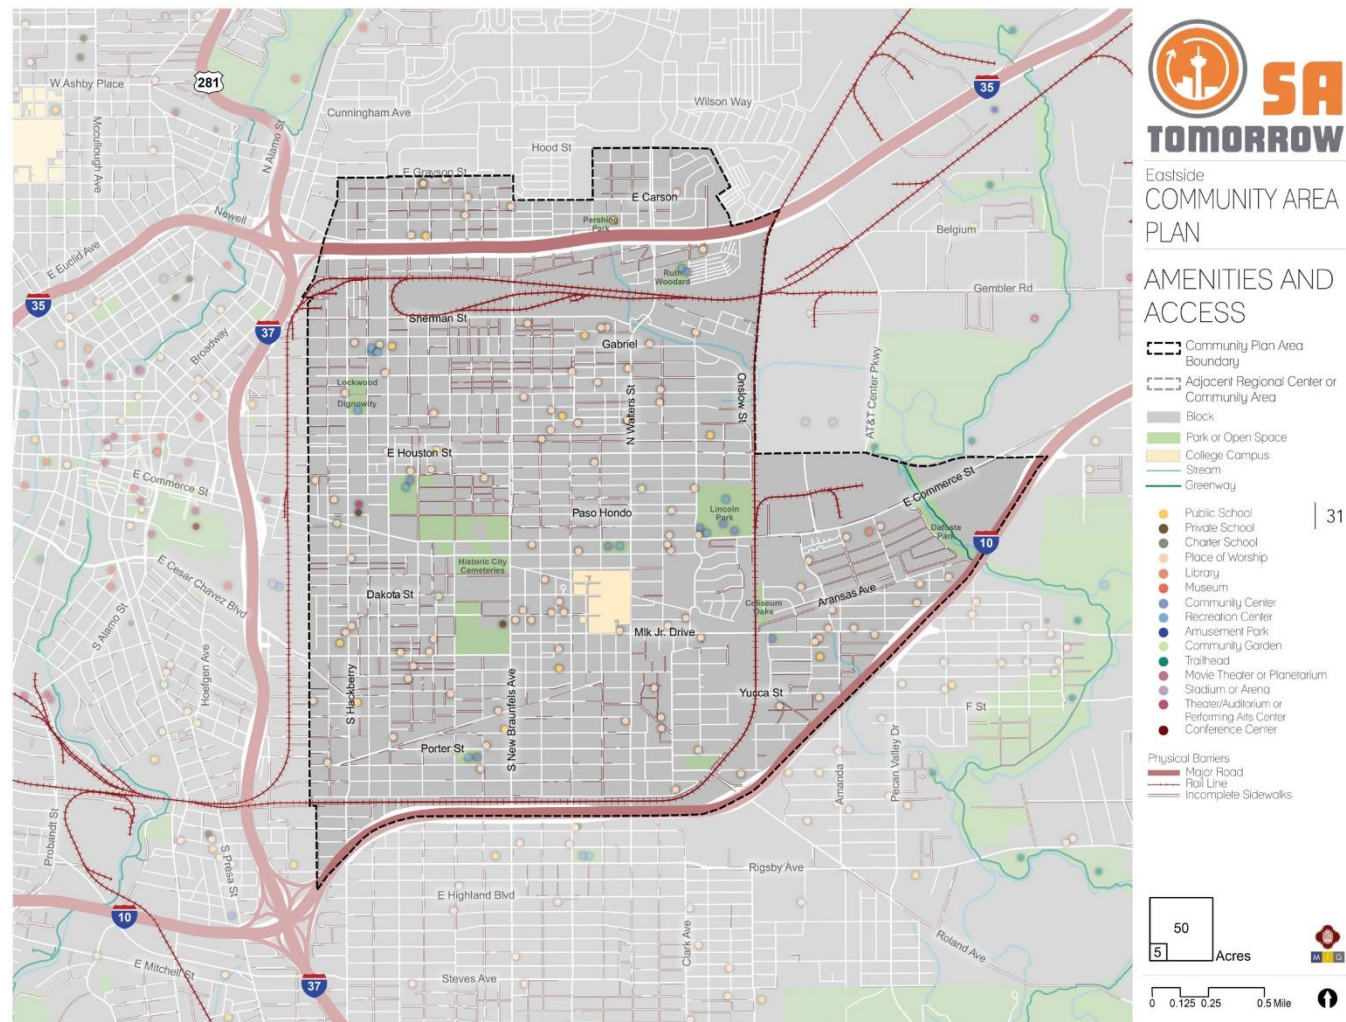 W Ashby Place
281
Mccullough Ave
N Alamo St
Cunningham Ave
Wilson Way
35
Hood St
E Grayson St
E Carson
Newell
Pershing
Park
Belgium
E Euclid Ave
Ruth
Woodard
Gembler Rd
35
37
Broadway
Sherman St
Gabriel
AT&T Center Pkwy
Onslow St
N Walters St
Lockwood
Dignowity
E Houston St
E Commerce St
E Commerce St
Paso Hondo
Lincoln
Park
Dafoste
Park
10
E Cesar Chavez Blvd
Historic City
Cemeteries
Dakota St
Aransas Ave
Coliseum
Oaks
S Alamo St
Mlk Jr. Drive
Hoefgen Ave
S Hackberry
S New Braunfels Ave
Yucca St
F St
Porter St
Amanda
Pecan Valley Dr
Probandt St
S Presa St
Rigsby Ave
E Highland Blvd
10
Clark Ave
Roland Ave
E Mitchell St
37
Steves Ave
SA
TOMORROW
Eastside
COMMUNITY AREA
PLAN
AMENITIES AND
ACCESS
Community Plan Area
Boundary
Adjacent Regional Center or
Community Area
Block
Park or Open Space
College Campus
Stream
Greenway
Public School
Private School
Charter School
Place of Worship
Library
Museum
Community Center
Recreation Center
Amusement Park
Community Garden
Trailhead
Movie Theater or Planetarium
Stadium or Arena
Theater/Auditorium or
Performing Arts Center
Conference Center
31
Physical Barriers
Major Road
Rail Line
Incomplete Sidewalks
50
5
Acres
M I G
0 0.125 0.25 0.5 Mile